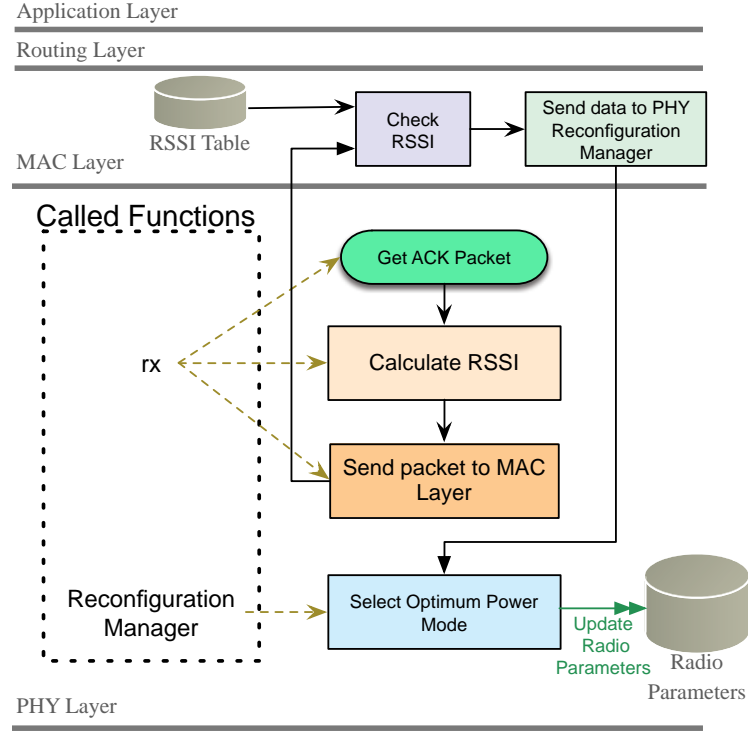 Application Layer
Routing Layer
RSSI Table
Check
RSSI
Send data to PHY
Reconfiguration
Manager
MAC Layer
Called Functions
Get ACK Packet
rx
Calculate RSSI
Send packet to MAC
Layer
Reconfiguration
Manager
Select Optimum Power
Mode
Update
Radio
Parameters
Radio
Parameters
PHY Layer